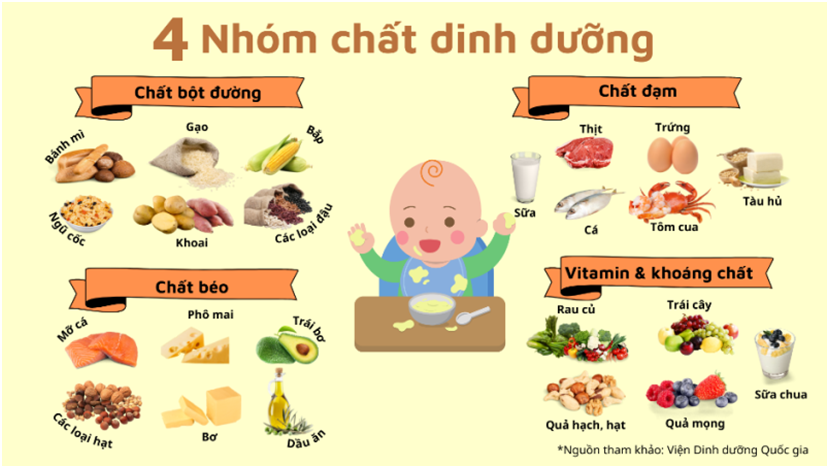 4 Nhóm chất dinh dưỡng
Chất bột đường
Bánh mì
Gạo
Bắp
Ngũ cốc
Khoai
Các loại đậu
Chất đạm
Thịt
Trứng
Sữa
Cá
Tôm cua
Tàu hủ
Chất béo
Mỡ cá
Phô mai
Trái bơ
Các loại hạt
Bơ
Dầu ăn
Vitamin & khoáng chất
Rau củ
Trái cây
Sữa chua
Quả hạch, hạt
Quả mọng
*Nguồn tham khảo: Viện Dinh dưỡng Quốc gia